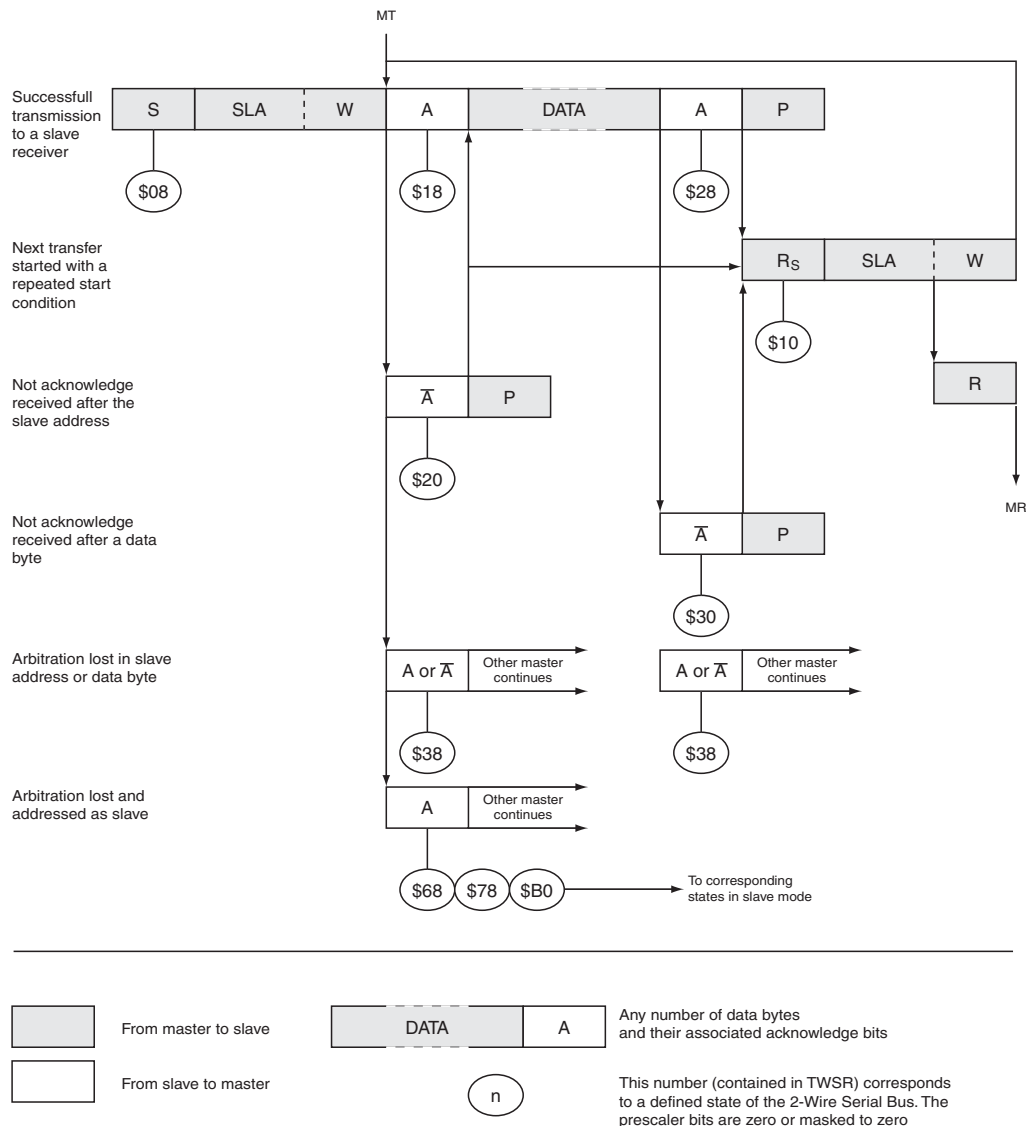 MT
Successfull
transmission
to a slave
receiver
S SLA W A DATA A P
$08 $18 $28
Next transfer
started with a
repeated start
condition
RS SLA W
$10
Not acknowledge
received after the
slave address
A̅ P
R
$20
MR
Not acknowledge
received after a data
byte
A̅ P
$30
Arbitration lost in slave
address or data byte
A or A̅ Other master
continues
A or A̅ Other master
continues
$38 $38
Arbitration lost and
addressed as slave
A Other master
continues
$68 $78 $B0
To corresponding
states in slave mode
From master to slave
DATA A
Any number of data bytes
and their associated acknowledge bits
From slave to master
n
This number (contained in TWSR) corresponds
to a defined state of the 2-Wire Serial Bus. The
prescaler bits are zero or masked to zero